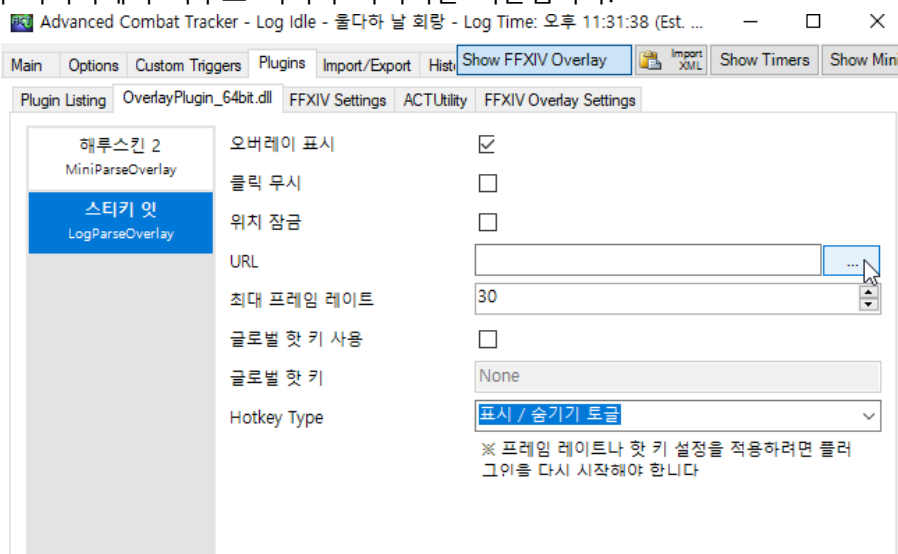 Advanced Combat Tracker - Log Idle - 울다하 날 회랑 - Log Time: 오후 11:31:38 (Est. ...
Main Options Custom Triggers Plugins Import/Export Histo Show FFXIV Overlay Import XML Show Timers Show Mini
Plugin Listing OverlayPlugin_64bit.dll FFXIV Settings ACTUtility FFXIV Overlay Settings
해루스킨 2
MiniParseOverlay
스티키 잇
LogParseOverlay
오버레이 표시
클릭 무시
위치 잠금
URL ...
최대 프레임 레이트 30
글로벌 핫 키 사용
글로벌 핫 키 None
Hotkey Type 표시 / 숨기기 토글
※ 프레임 레이트나 핫 키 설정을 적용하려면 플러
그인을 다시 시작해야 합니다